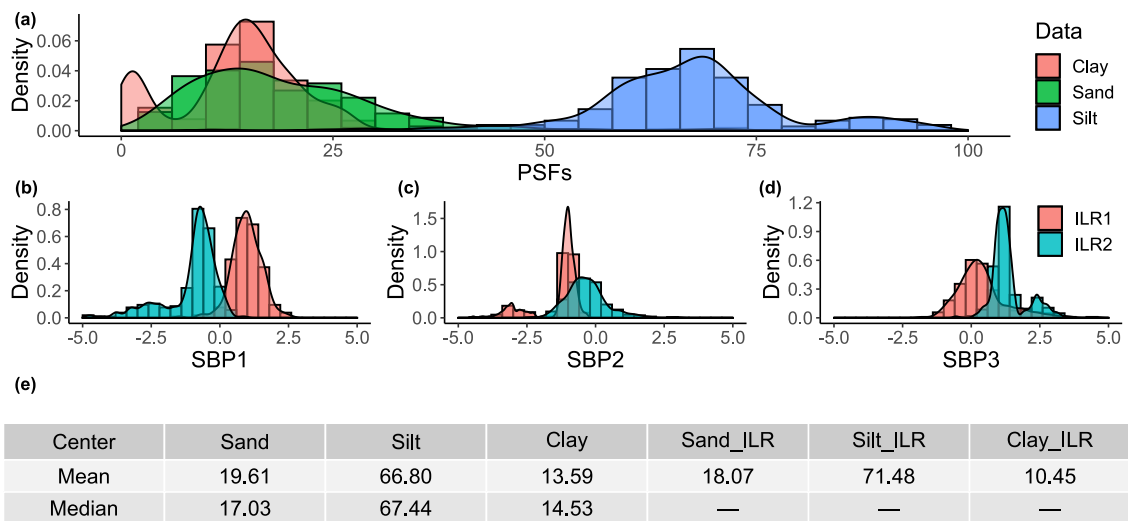 (a)
Density
0.06
0.04
0.02
0.00
0 25 50 75 100
PSFs
Data
Clay
Sand
Silt
(b)
Density
0.8
0.6
0.4
0.2
0.0
-5.0 -2.5 0.0 2.5 5.0
SBP1
(c)
Density
1.5
1.0
0.5
0.0
-5.0 -2.5 0.0 2.5 5.0
SBP2
(d)
Density
1.2
0.9
0.6
0.3
0.0
-5.0 -2.5 0.0 2.5 5.0
SBP3
ILR1
ILR2
(e)
Center Sand Silt Clay Sand_ILR Silt_ILR Clay_ILR
Mean 19.61 66.80 13.59 18.07 71.48 10.45
Median 17.03 67.44 14.53 — — —